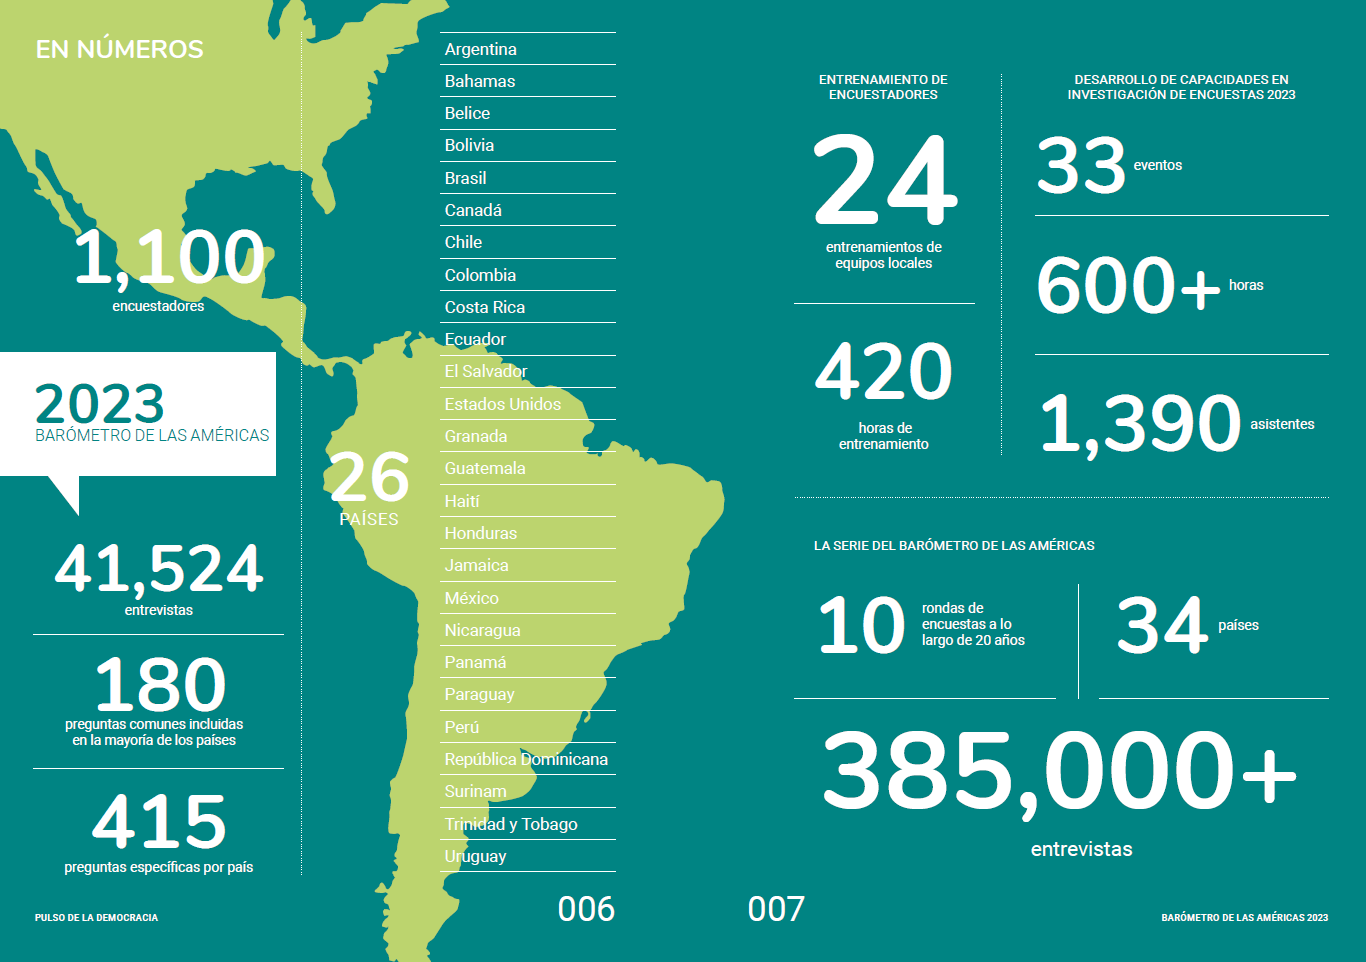 EN NÚMEROS
1,100
encuestadores
2023
BARÓMETRO DE LAS AMÉRICAS
41,524
entrevistas
180
preguntas comunes incluidas
en la mayoría de los países
415
preguntas específicas por país
26
PAÍSES
Argentina
Bahamas
Belice
Bolivia
Brasil
Canadá
Chile
Colombia
Costa Rica
Ecuador
El Salvador
Estados Unidos
Granada
Guatemala
Haití
Honduras
Jamaica
México
Nicaragua
Panamá
Paraguay
Perú
República Dominicana
Surinam
Trinidad y Tobago
Uruguay
PULSO DE LA DEMOCRACIA
006
ENTRENAMIENTO DE
ENCUESTADORES
24
entrenamientos de
equipos locales
420
horas de
entrenamiento
DESARROLLO DE CAPACIDADES EN
INVESTIGACIÓN DE ENCUESTAS 2023
33 eventos
600+ horas
1,390 asistentes
LA SERIE DEL BARÓMETRO DE LAS AMÉRICAS
10
rondas de
encuestas a lo
largo de 20 años
34 países
385,000+
entrevistas
007
BARÓMETRO DE LAS AMÉRICAS 2023